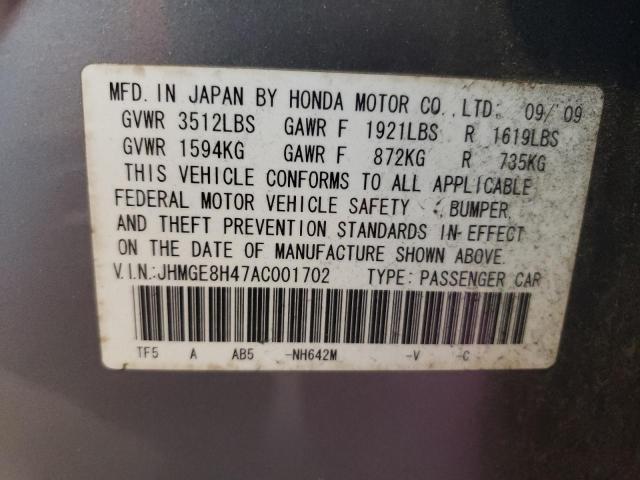 MFD. IN JAPAN BY HONDA MOTOR CO., LTD. 09/ 09
GVWR 3512LBS GAWR F 1921LBS R 1619LBS
GVWR 1594KG GAWR F 872KG R 735KG
THIS VEHICLE CONFORMS TO ALL APPLICABLE
FEDERAL MOTOR VEHICLE SAFETY , BUMPER,
AND THEFT PREVENTION STANDARDS IN EFFECT
ON THE DATE OF MANUFACTURE SHOWN ABOVE.
V.I.N.:JHMGE8H47AC001702 TYPE: PASSENGER CAR
TF5 A AB5 -NH642M -V -C